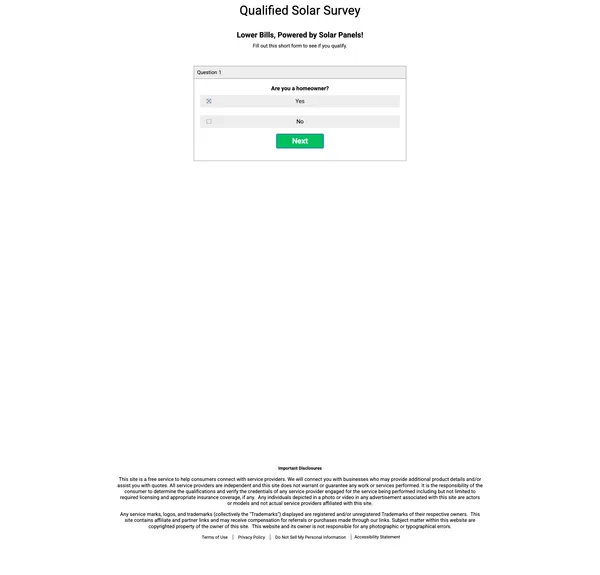 Qualified Solar Survey
Lower Bills, Powered by Solar Panels!
Fill out this short form to see if you qualify.
Question 1
Are you a homeowner?
Yes
No
Next
Important Disclosures
This site is a free service to help consumers connect with service providers. We will connect you with businesses who may provide additional product details and/or
assist you with quotes. All service providers are independent and this site does not warrant or guarantee any work or services performed. It is the responsibility of the
consumer to determine the qualifications and verify the credentials of any service provider engaged for the service being performed including but not limited to
required licensing and appropriate insurance coverage, if any. Any individuals depicted in a photo or video in any advertisement associated with this site are actors
or models and not actual service providers affiliated with this site.
Any service marks, logos, and trademarks (collectively the "Trademarks") displayed are registered and/or unregistered Trademarks of their respective owners. This
site contains affiliate and partner links and may receive compensation for referrals or purchases made through our links. Subject matter within this website are
copyrighted property of the owner of this site. This website and its owner is not responsible for any photographic or typographical errors.
Terms of Use | Privacy Policy | Do Not Sell My Personal Information | Accessibility Statement